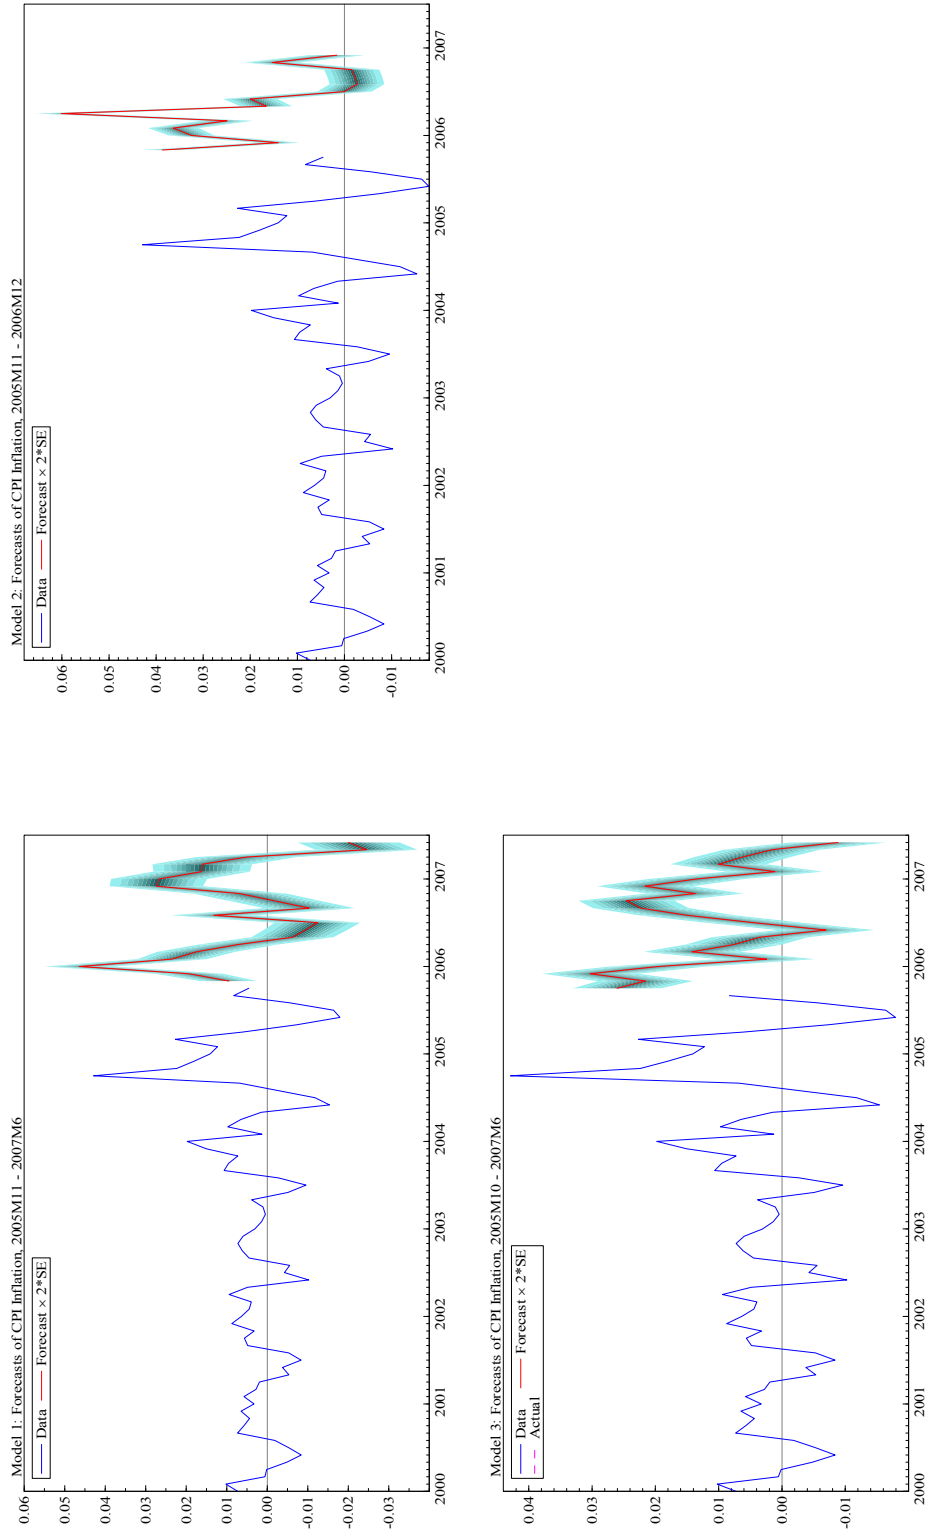 Model 1: Forecasts of CPI Inflation, 2005M11 - 2007M6
Data Forecast × 2*SE
0.06
0.05
0.04
0.03
0.02
0.01
0.00
-0.01
-0.02
-0.03
2000 2001 2002 2003 2004 2005 2006 2007
Model 2: Forecasts of CPI Inflation, 2005M11 - 2006M12
Data Forecast × 2*SE
0.06
0.05
0.04
0.03
0.02
0.01
0.00
-0.01
2000 2001 2002 2003 2004 2005 2006 2007
Model 3: Forecasts of CPI Inflation, 2005M10 - 2007M6
Data Forecast × 2*SE
Actual
0.04
0.03
0.02
0.01
0.00
-0.01
2000 2001 2002 2003 2004 2005 2006 2007